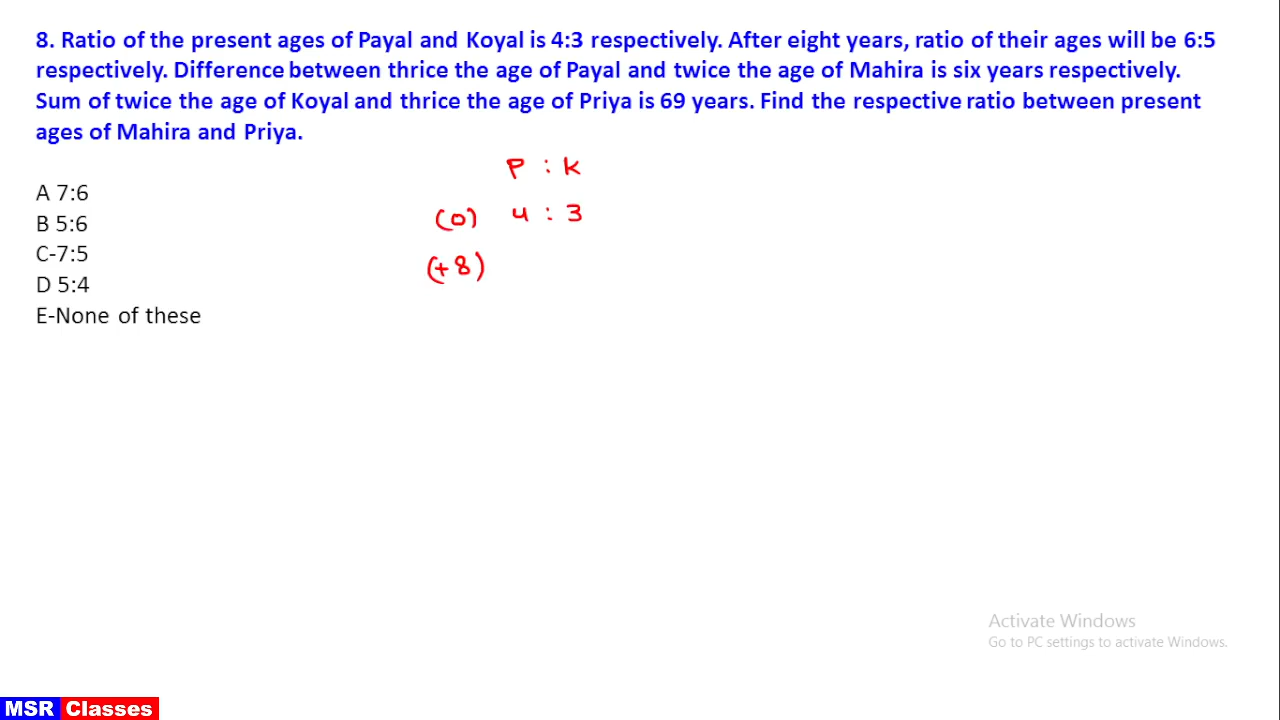 8. Ratio of the present ages of Payal and Koyal is 4:3 respectively. After eight years, ratio of their ages will be 6:5
respectively. Difference between thrice the age of Payal and twice the age of Mahira is six years respectively.
Sum of twice the age of Koyal and thrice the age of Priya is 69 years. Find the respective ratio between present
ages of Mahira and Priya.
P : K
A 7:6
(0) 4 : 3
B 5:6
C-7:5
(+8)
D 5:4
E-None of these
Activate Windows
Go to PC settings to activate Windows.
MSR Classes